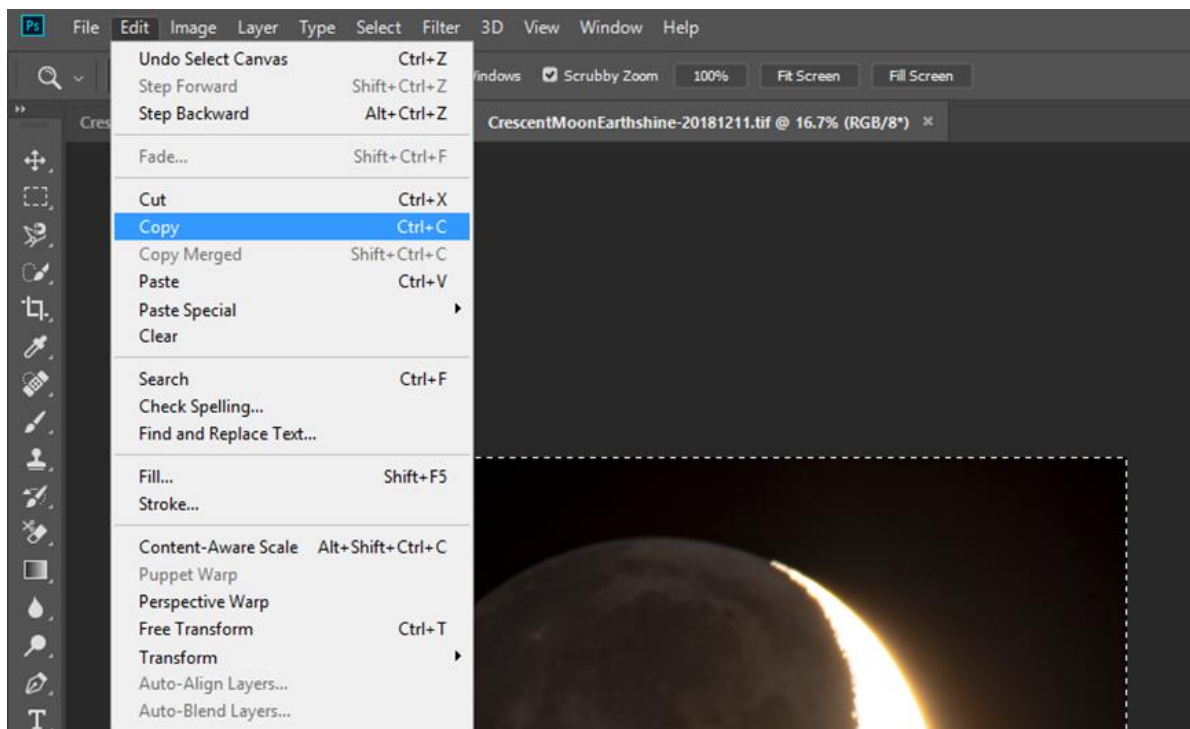 Ps File Edit Image Layer Type Select Filter 3D View Window Help
Scrubby Zoom 100% Fit Screen Fill Screen
CrescentMoonEarthshine-20181211.tif @ 16.7% (RGB/8*) ×
Undo Select Canvas Ctrl+Z
Step Forward Shift+Ctrl+Z
Step Backward Alt+Ctrl+Z
Fade... Shift+Ctrl+F
Cut Ctrl+X
Copy Ctrl+C
Copy Merged Shift+Ctrl+C
Paste Ctrl+V
Paste Special
Clear
Search Ctrl+F
Check Spelling...
Find and Replace Text...
Fill... Shift+F5
Stroke...
Content-Aware Scale Alt+Shift+Ctrl+C
Puppet Warp
Perspective Warp
Free Transform Ctrl+T
Transform
Auto-Align Layers...
Auto-Blend Layers...
T